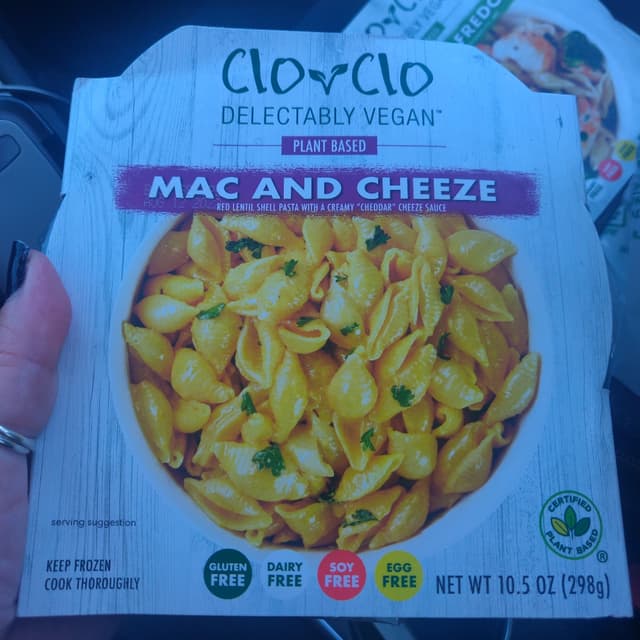 CloClo
DELECTABLY VEGAN™
PLANT BASED
MAC AND CHEEZE
RED LENTIL SHELL PASTA WITH A CREAMY "CHEDDAR" CHEEZE SAUCE
serving suggestion
KEEP FROZEN
COOK THOROUGHLY
GLUTEN
FREE
DAIRY
FREE
SOY
FREE
EGG
FREE
CERTIFIED
PLANT BASED
®
NET WT 10.5 OZ (298g)